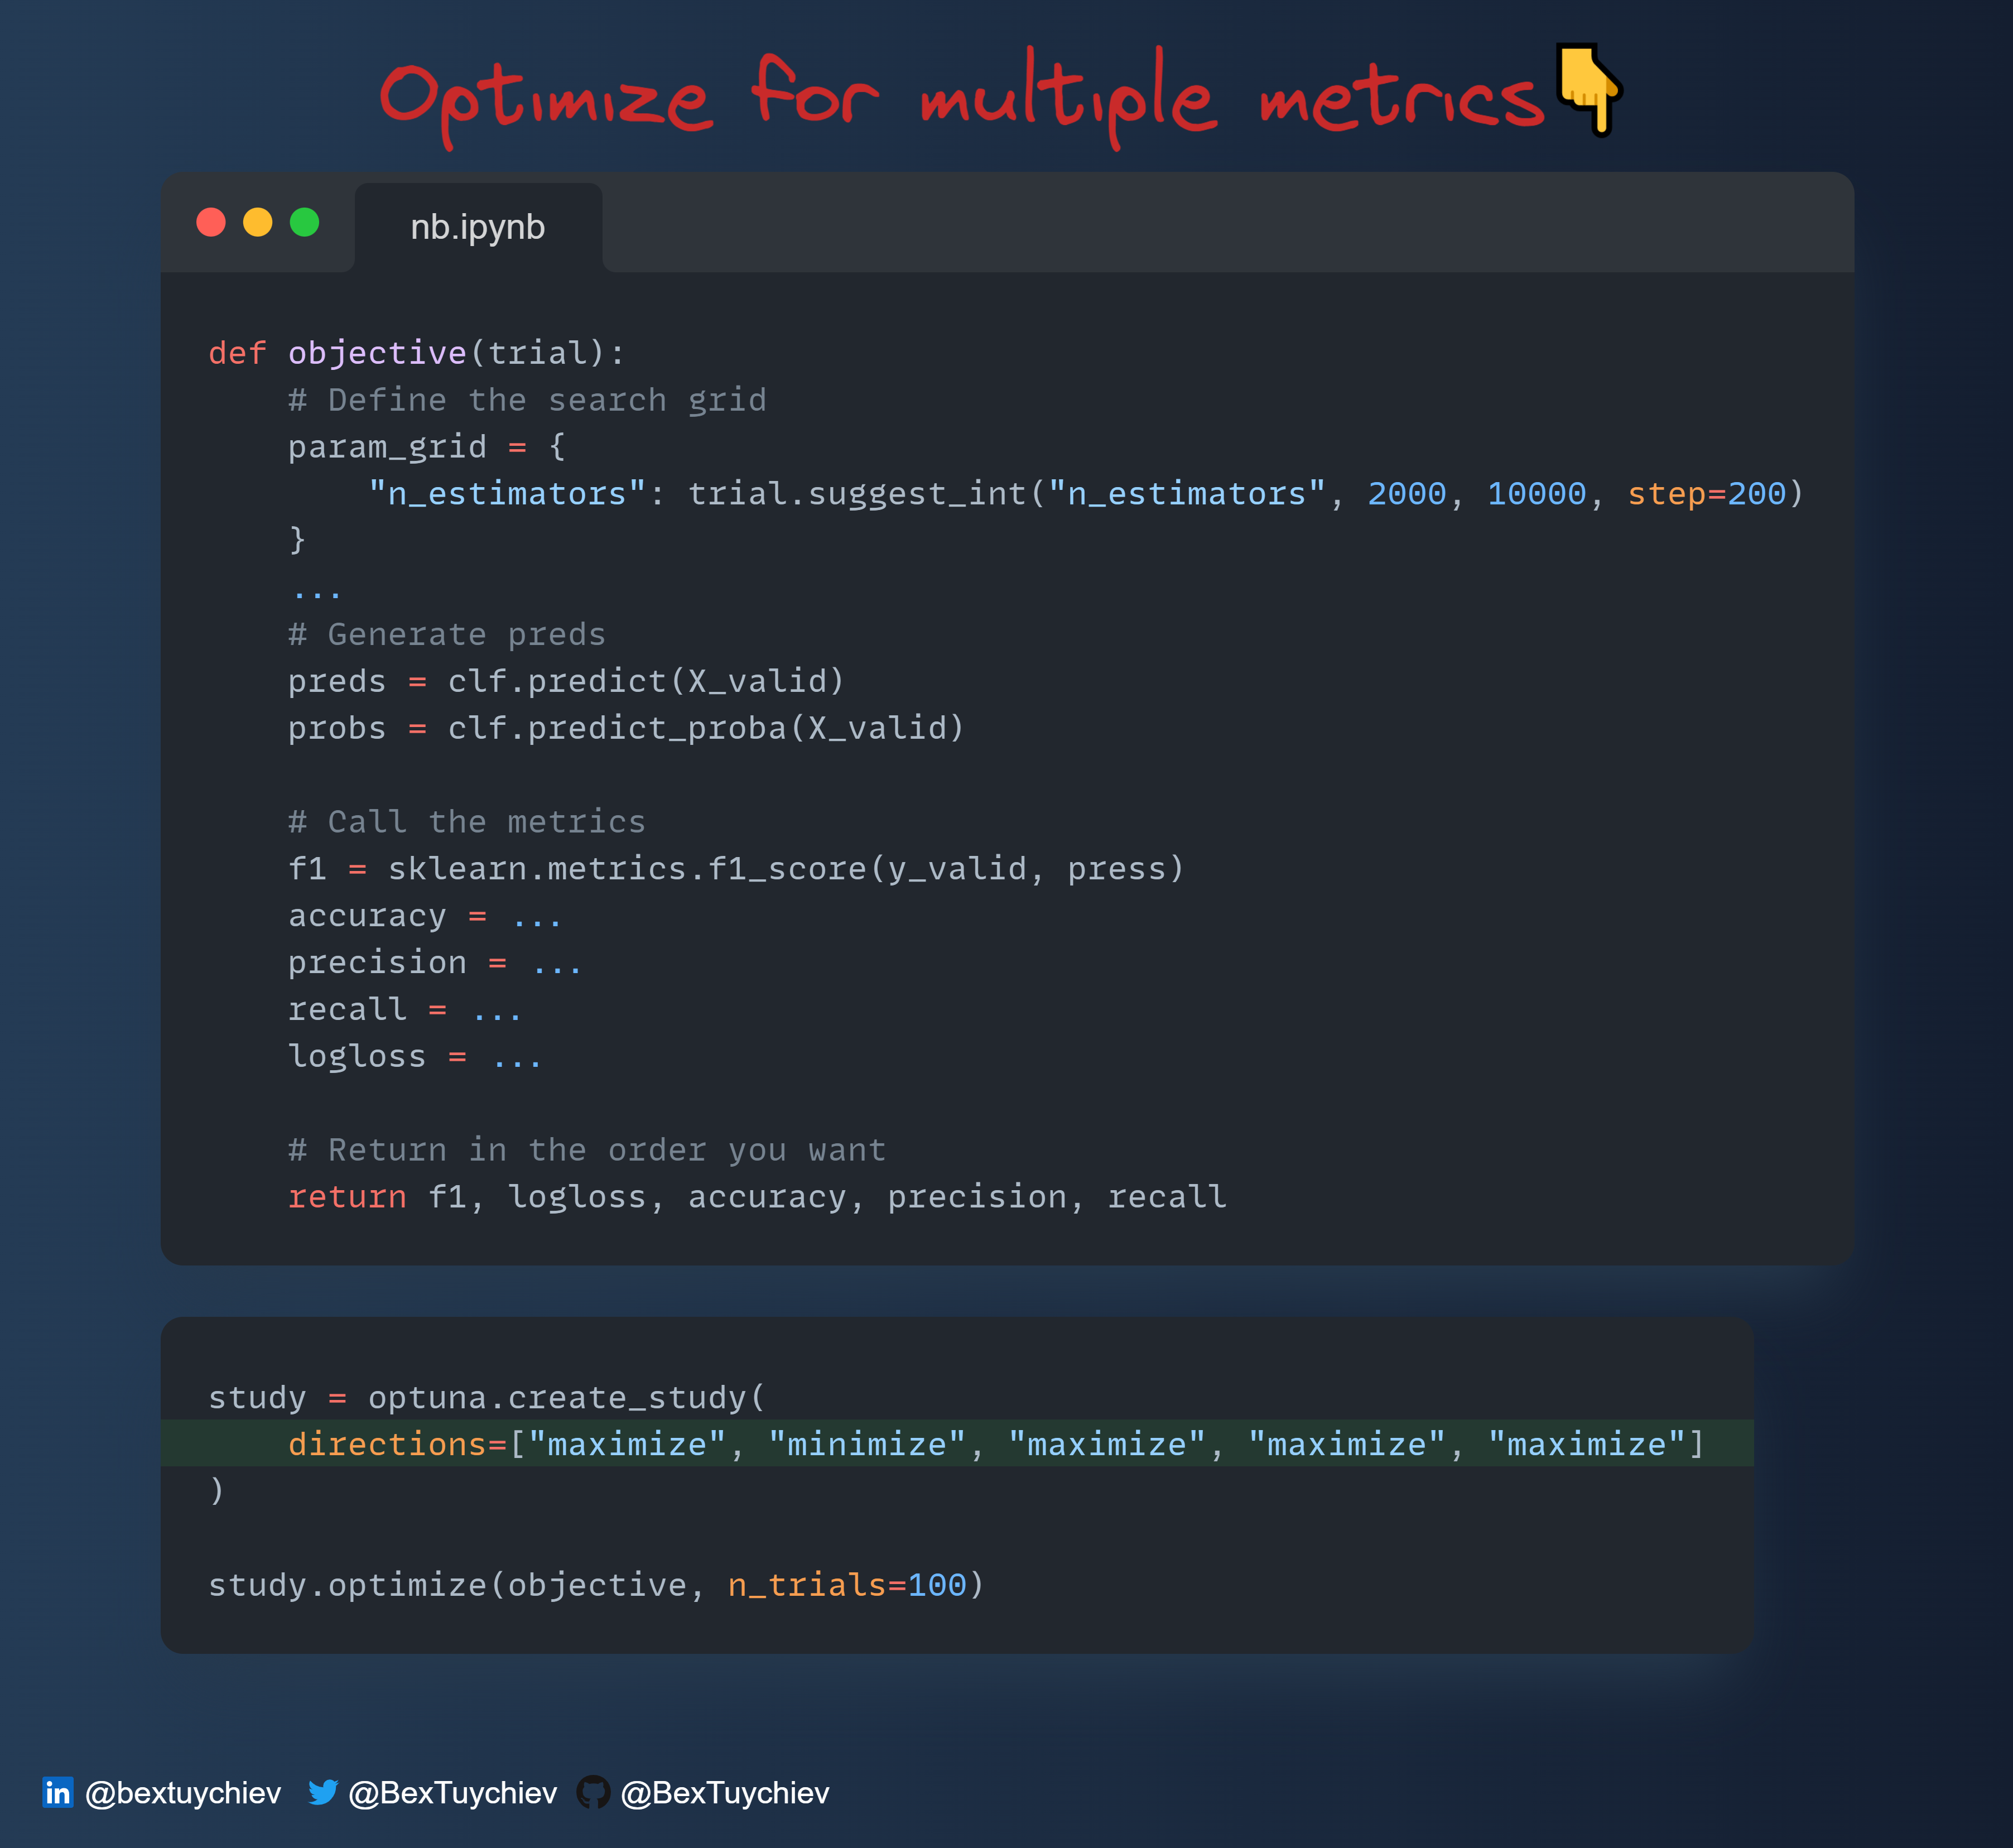 Optimize for multiple metrics
nb.ipynb
def objective(trial):
    # Define the search grid
    param_grid = {
        "n_estimators": trial.suggest_int("n_estimators", 2000, 10000, step=200)
    }
    ...
    # Generate preds
    preds = clf.predict(X_valid)
    probs = clf.predict_proba(X_valid)
    # Call the metrics
    f1 = sklearn.metrics.f1_score(y_valid, press)
    accuracy = ...
    precision = ...
    recall = ...
    logloss = ...
    # Return in the order you want
    return f1, logloss, accuracy, precision, recall
study = optuna.create_study(
    directions=["maximize", "minimize", "maximize", "maximize", "maximize"]
)
study.optimize(objective, n_trials=100)
in @bextuychiev @BexTuychiev @BexTuychiev